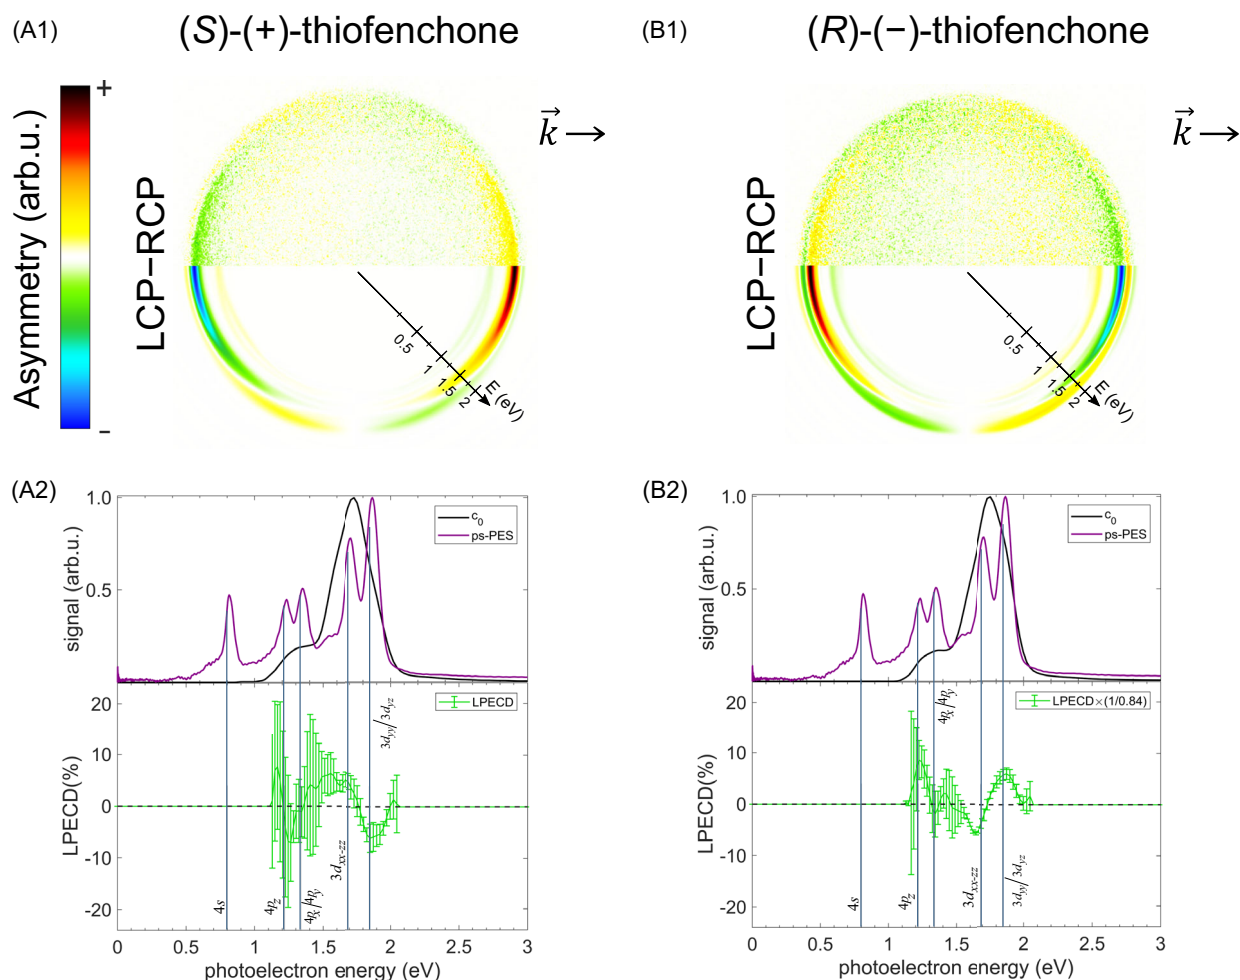 (A1)
(S)-(+)-thiofenchone
(B1)
(R)-(−)-thiofenchone
Asymmetry (arb.u.)
+
−
LCP−RCP
k
0.5
1
1.5
2
E (eV)
LCP−RCP
k
0.5
1
1.5
2
E (eV)
(A2)
signal (arb.u.)
1.0
0.5
c0
ps-PES
LPECD(%)
20
10
0
-10
-20
LPECD
4s
4pz
4px/4py
3dxx-zz
3dyy/3dyz
0
0.5
1
1.5
2
2.5
3
photoelectron energy (eV)
(B2)
signal (arb.u.)
1.0
0.5
c0
ps-PES
LPECD(%)
20
10
0
-10
-20
LPECD×(1/0.84)
4s
4pz
4px/4py
3dxx-zz
3dyy/3dyz
0
0.5
1
1.5
2
2.5
3
photoelectron energy (eV)